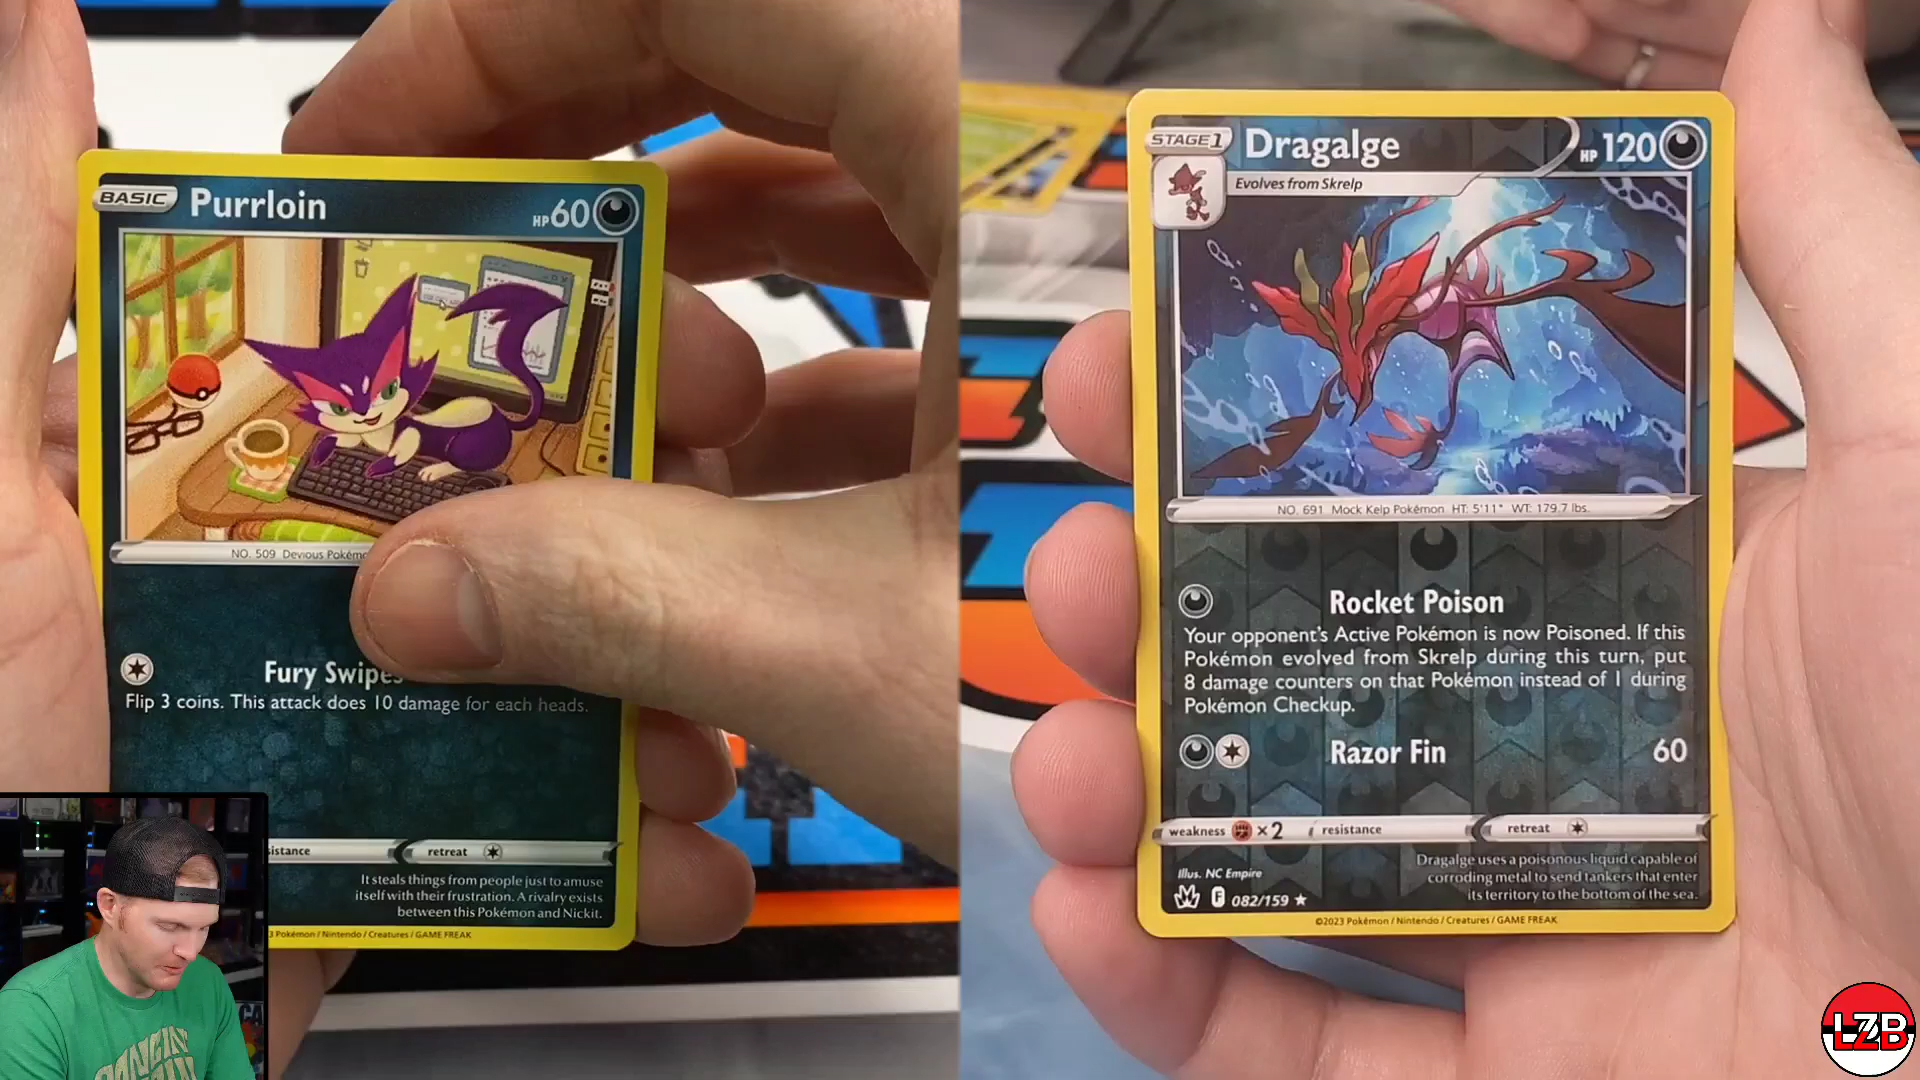 BASIC Purrloin HP 60
NO. 509 Devious Pokémo
Fury Swipes
Flip 3 coins. This attack does 10 damage for each heads.
sistance retreat
It steals things from people just to amuse
itself with their frustration. A rivalry exists
between this Pokémon and Nickit.
3 Pokémon / Nintendo / Creatures / GAME FREAK
STAGE 1 Dragalge HP 120
Evolves from Skrelp
NO. 691 Mock Kelp Pokémon HT: 5'11" WT: 179.7 lbs.
Rocket Poison
Your opponent's Active Pokémon is now Poisoned. If this
Pokémon evolved from Skrelp during this turn, put
8 damage counters on that Pokémon instead of 1 during
Pokémon Checkup.
Razor Fin 60
weakness ×2 resistance retreat
Illus. NC Empire
F 082/159 ★
Dragalge uses a poisonous liquid capable of
corroding metal to send tankers that enter
its territory to the bottom of the sea.
©2023 Pokémon / Nintendo / Creatures / GAME FREAK
LZB